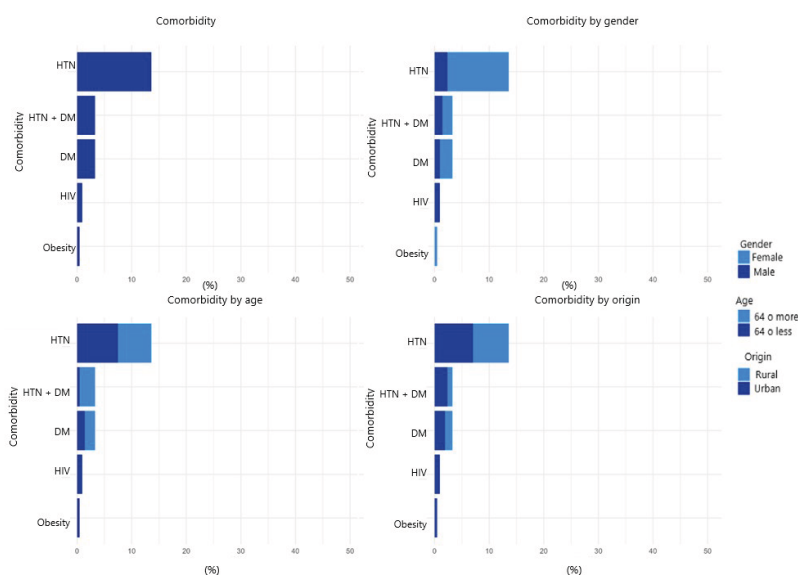 Comorbidity
Comorbidity
HTN
HTN + DM
DM
HIV
Obesity
0 10 20 30 40 50
(%)
Comorbidity by gender
Comorbidity
HTN
HTN + DM
DM
HIV
Obesity
0 10 20 30 40 50
(%)
Gender
Female
Male
Age
64 o more
64 o less
Origin
Rural
Urban
Comorbidity by age
Comorbidity
HTN
HTN + DM
DM
HIV
Obesity
0 10 20 30 40 50
(%)
Comorbidity by origin
Comorbidity
HTN
HTN + DM
DM
HIV
Obesity
0 10 20 30 40 50
(%)